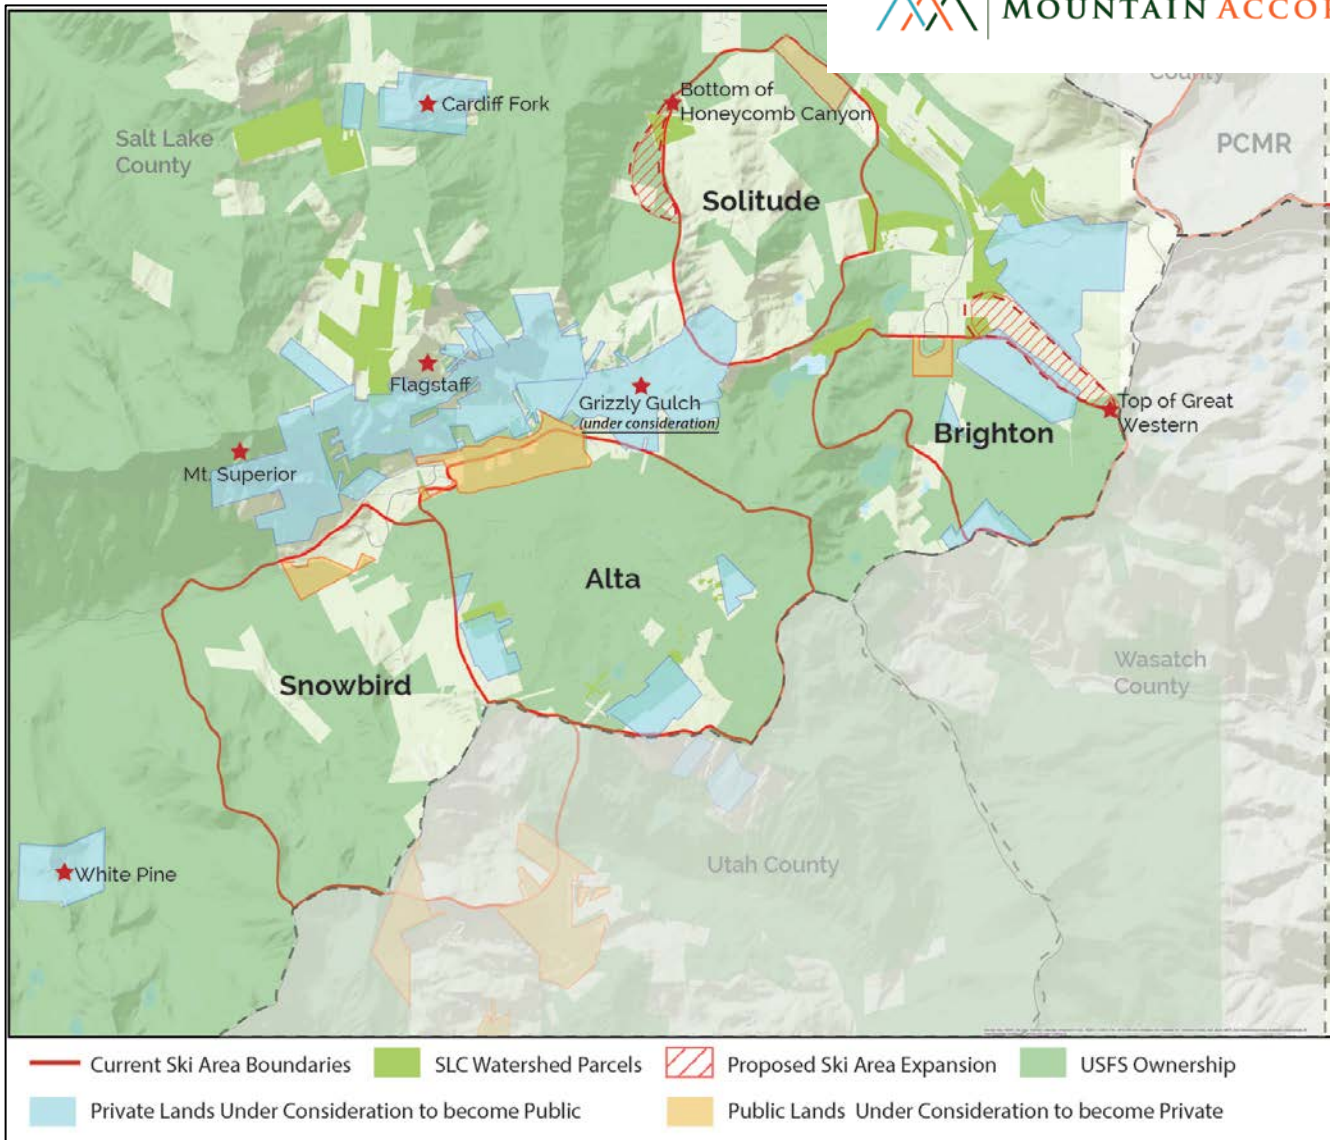 MOUNTAIN
County
Cardiff Fork
Bottom of
Honeycomb Canyon
Salt Lake
County
PCMR
Solitude
Flagstaff
Grizzly Gulch
(under consideration)
Top of Great
Western
Brighton
Mt. Superior
Alta
Wasatch
County
Snowbird
Utah County
White Pine
Current Ski Area Boundaries
SLC Watershed Parcels
Proposed Ski Area Expansion
USFS Ownership
Private Lands Under Consideration to become Public
Public Lands Under Consideration to become Private